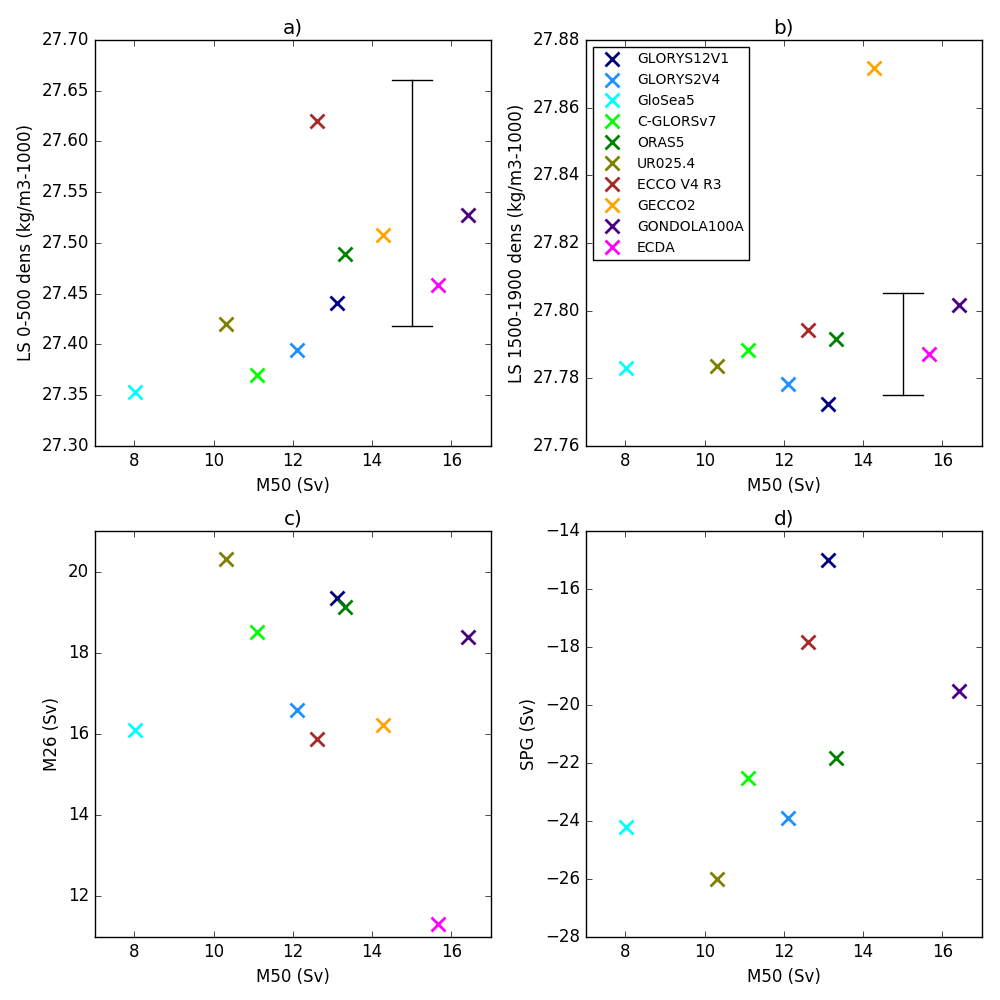 a)
27.70
27.65
27.60
27.55
27.50
27.45
27.40
27.35
27.30
LS 0-500 dens (kg/m3-1000)
8 10 12 14 16
M50 (Sv)
b)
27.88
27.86
27.84
27.82
27.80
27.78
27.76
LS 1500-1900 dens (kg/m3-1000)
GLORYS12V1
GLORYS2V4
GloSea5
C-GLORSv7
ORAS5
UR025.4
ECCO V4 R3
GECCO2
GONDOLA100A
ECDA
8 10 12 14 16
M50 (Sv)
c)
20
18
16
14
12
M26 (Sv)
8 10 12 14 16
M50 (Sv)
d)
−14
−16
−18
−20
−22
−24
−26
−28
SPG (Sv)
8 10 12 14 16
M50 (Sv)